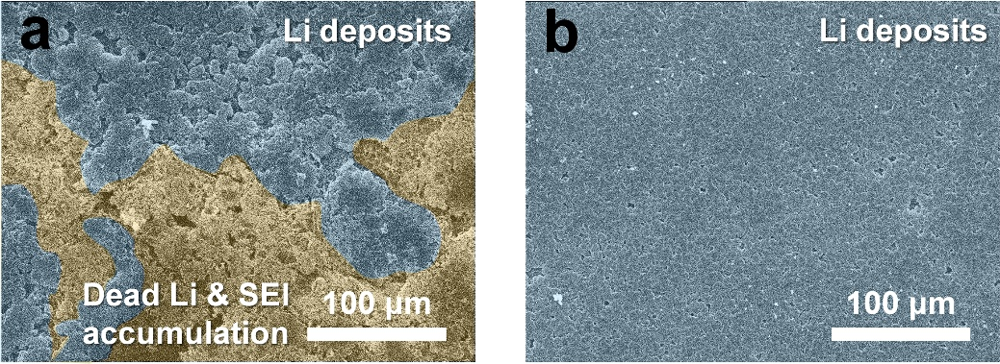 a
Li deposits
Dead Li & SEI
accumulation
100 µm
b
Li deposits
100 µm